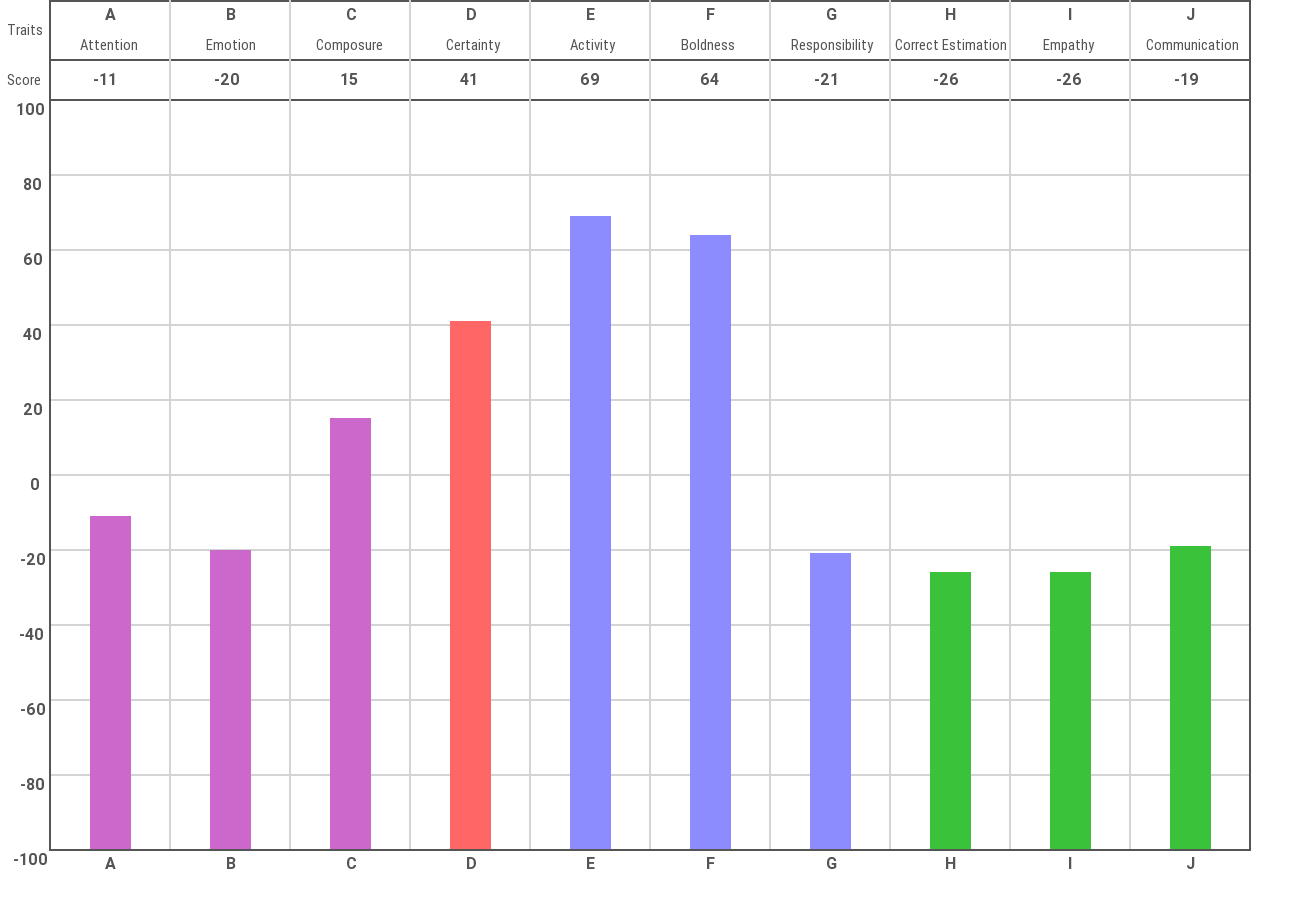 A B C D E F G H I J
Traits
Attention Emotion Composure Certainty Activity Boldness Responsibility Correct Estimation Empathy Communication
Score -11 -20 15 41 69 64 -21 -26 -26 -19
100
80
60
40
20
0
-20
-40
-60
-80
-100
A B C D E F G H I J